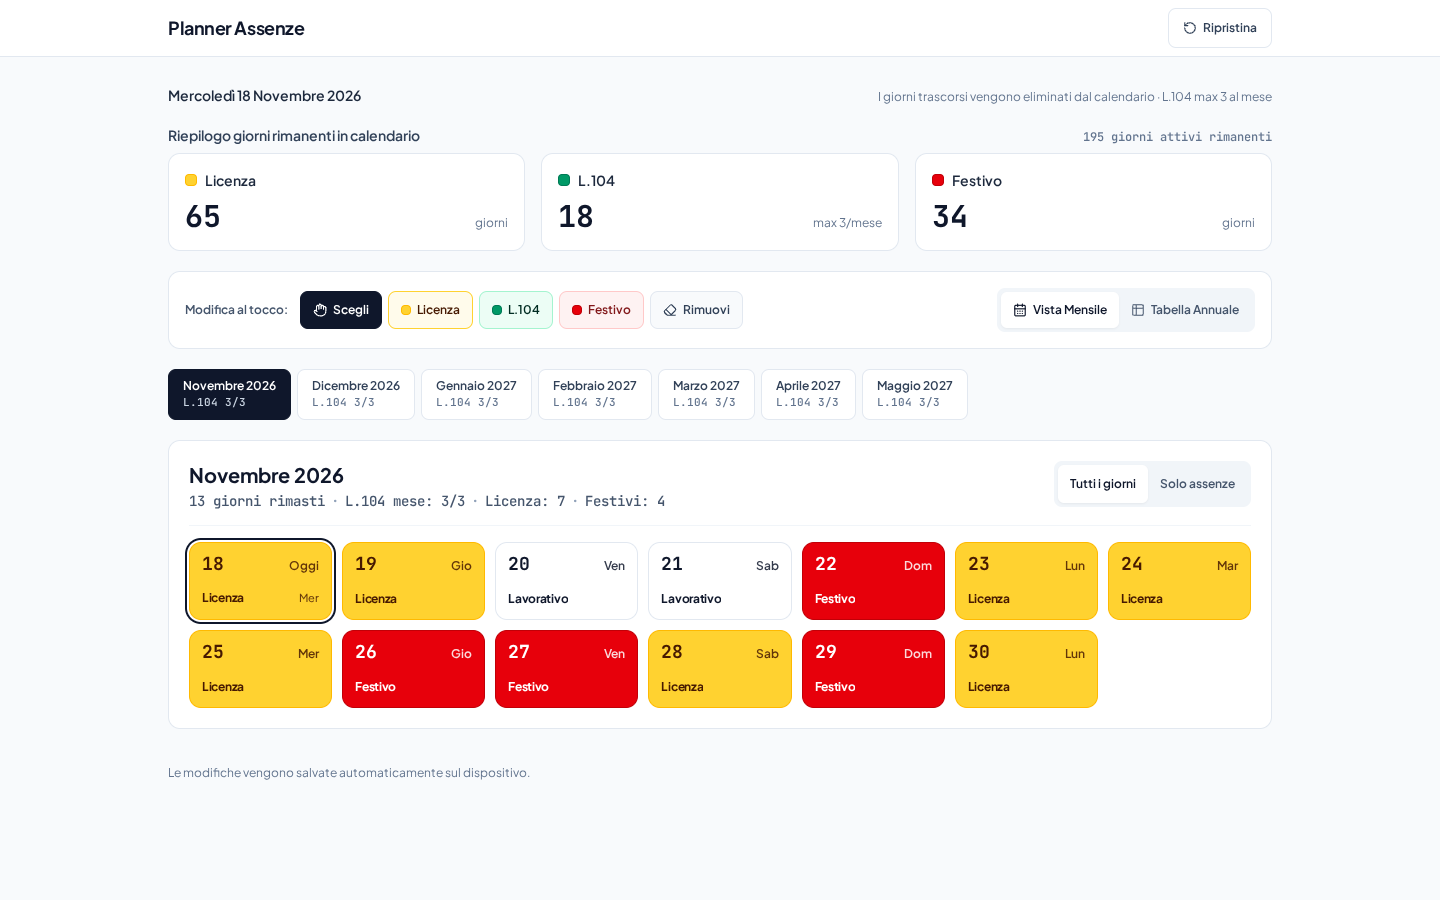 Planner Assenze
Ripristina
Mercoledì 18 Novembre 2026
I giorni trascorsi vengono eliminati dal calendario · L.104 max 3 al mese
Riepilogo giorni rimanenti in calendario
195 giorni attivi rimanenti
Licenza
65
giorni
L.104
18
max 3/mese
Festivo
34
giorni
Modifica al tocco:
Scegli
Licenza
L.104
Festivo
Rimuovi
Vista Mensile
Tabella Annuale
Novembre 2026
L.104 3/3
Dicembre 2026
L.104 3/3
Gennaio 2027
L.104 3/3
Febbraio 2027
L.104 3/3
Marzo 2027
L.104 3/3
Aprile 2027
L.104 3/3
Maggio 2027
L.104 3/3
Novembre 2026
13 giorni rimasti · L.104 mese: 3/3 · Licenza: 7 · Festivi: 4
Tutti i giorni
Solo assenze
18 Oggi
Licenza Mer
19 Gio
Licenza
20 Ven
Lavorativo
21 Sab
Lavorativo
22 Dom
Festivo
23 Lun
Licenza
24 Mar
Licenza
25 Mer
Licenza
26 Gio
Festivo
27 Ven
Festivo
28 Sab
Licenza
29 Dom
Festivo
30 Lun
Licenza
Le modifiche vengono salvate automaticamente sul dispositivo.